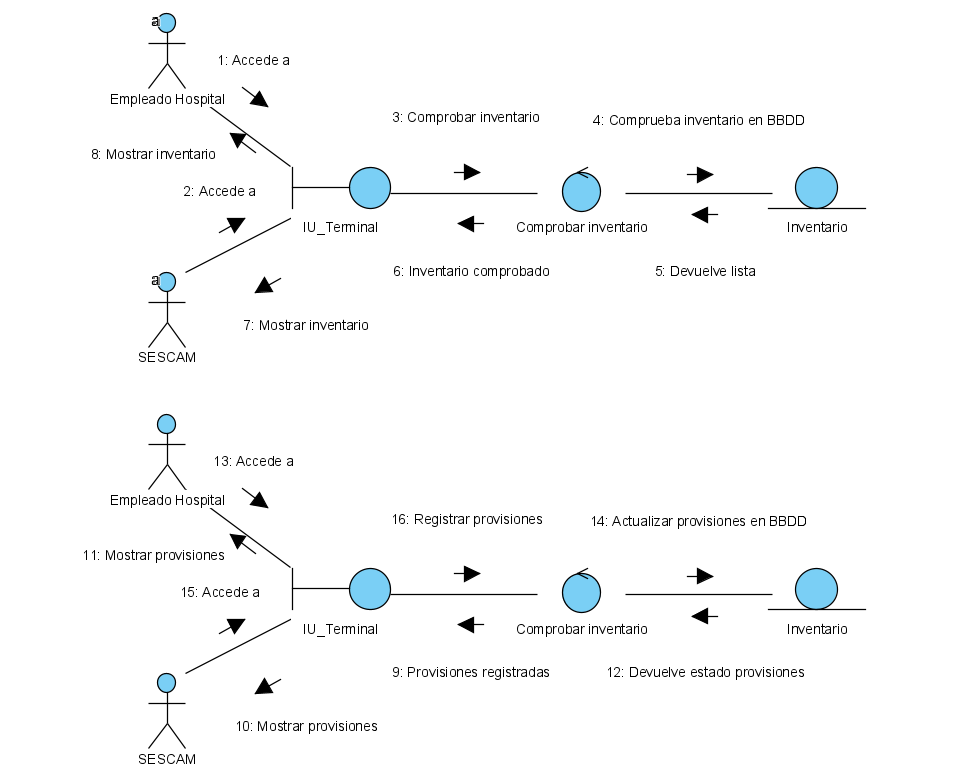 a
1: Accede a
Empleado Hospital
3: Comprobar inventario
4: Comprueba inventario en BBDD
8: Mostrar inventario
2: Accede a
IU_Terminal
Comprobar inventario
Inventario
6: Inventario comprobado
5: Devuelve lista
a
7: Mostrar inventario
SESCAM
13: Accede a
Empleado Hospital
16: Registrar provisiones
14: Actualizar provisiones en BBDD
11: Mostrar provisiones
15: Accede a
IU_Terminal
Comprobar inventario
Inventario
9: Provisiones registradas
12: Devuelve estado provisiones
10: Mostrar provisiones
SESCAM